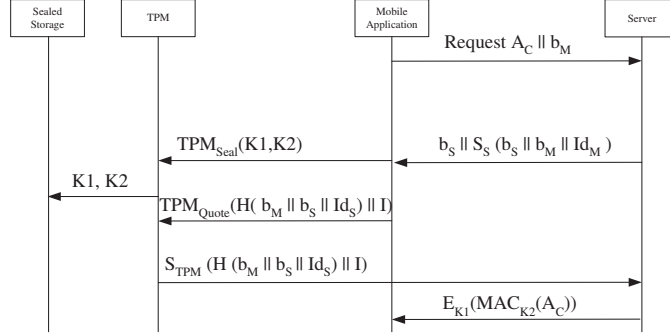 Sealed
Storage
TPM
Mobile
Application
Server
Request A_C || b_M
TPM_Seal(K1,K2)
b_S || S_S (b_S || b_M || Id_M )
K1, K2
TPM_Quote(H( b_M || b_S || Id_S) || I)
S_TPM (H (b_M || b_S || Id_S) || I)
E_K1(MAC_K2(A_C))